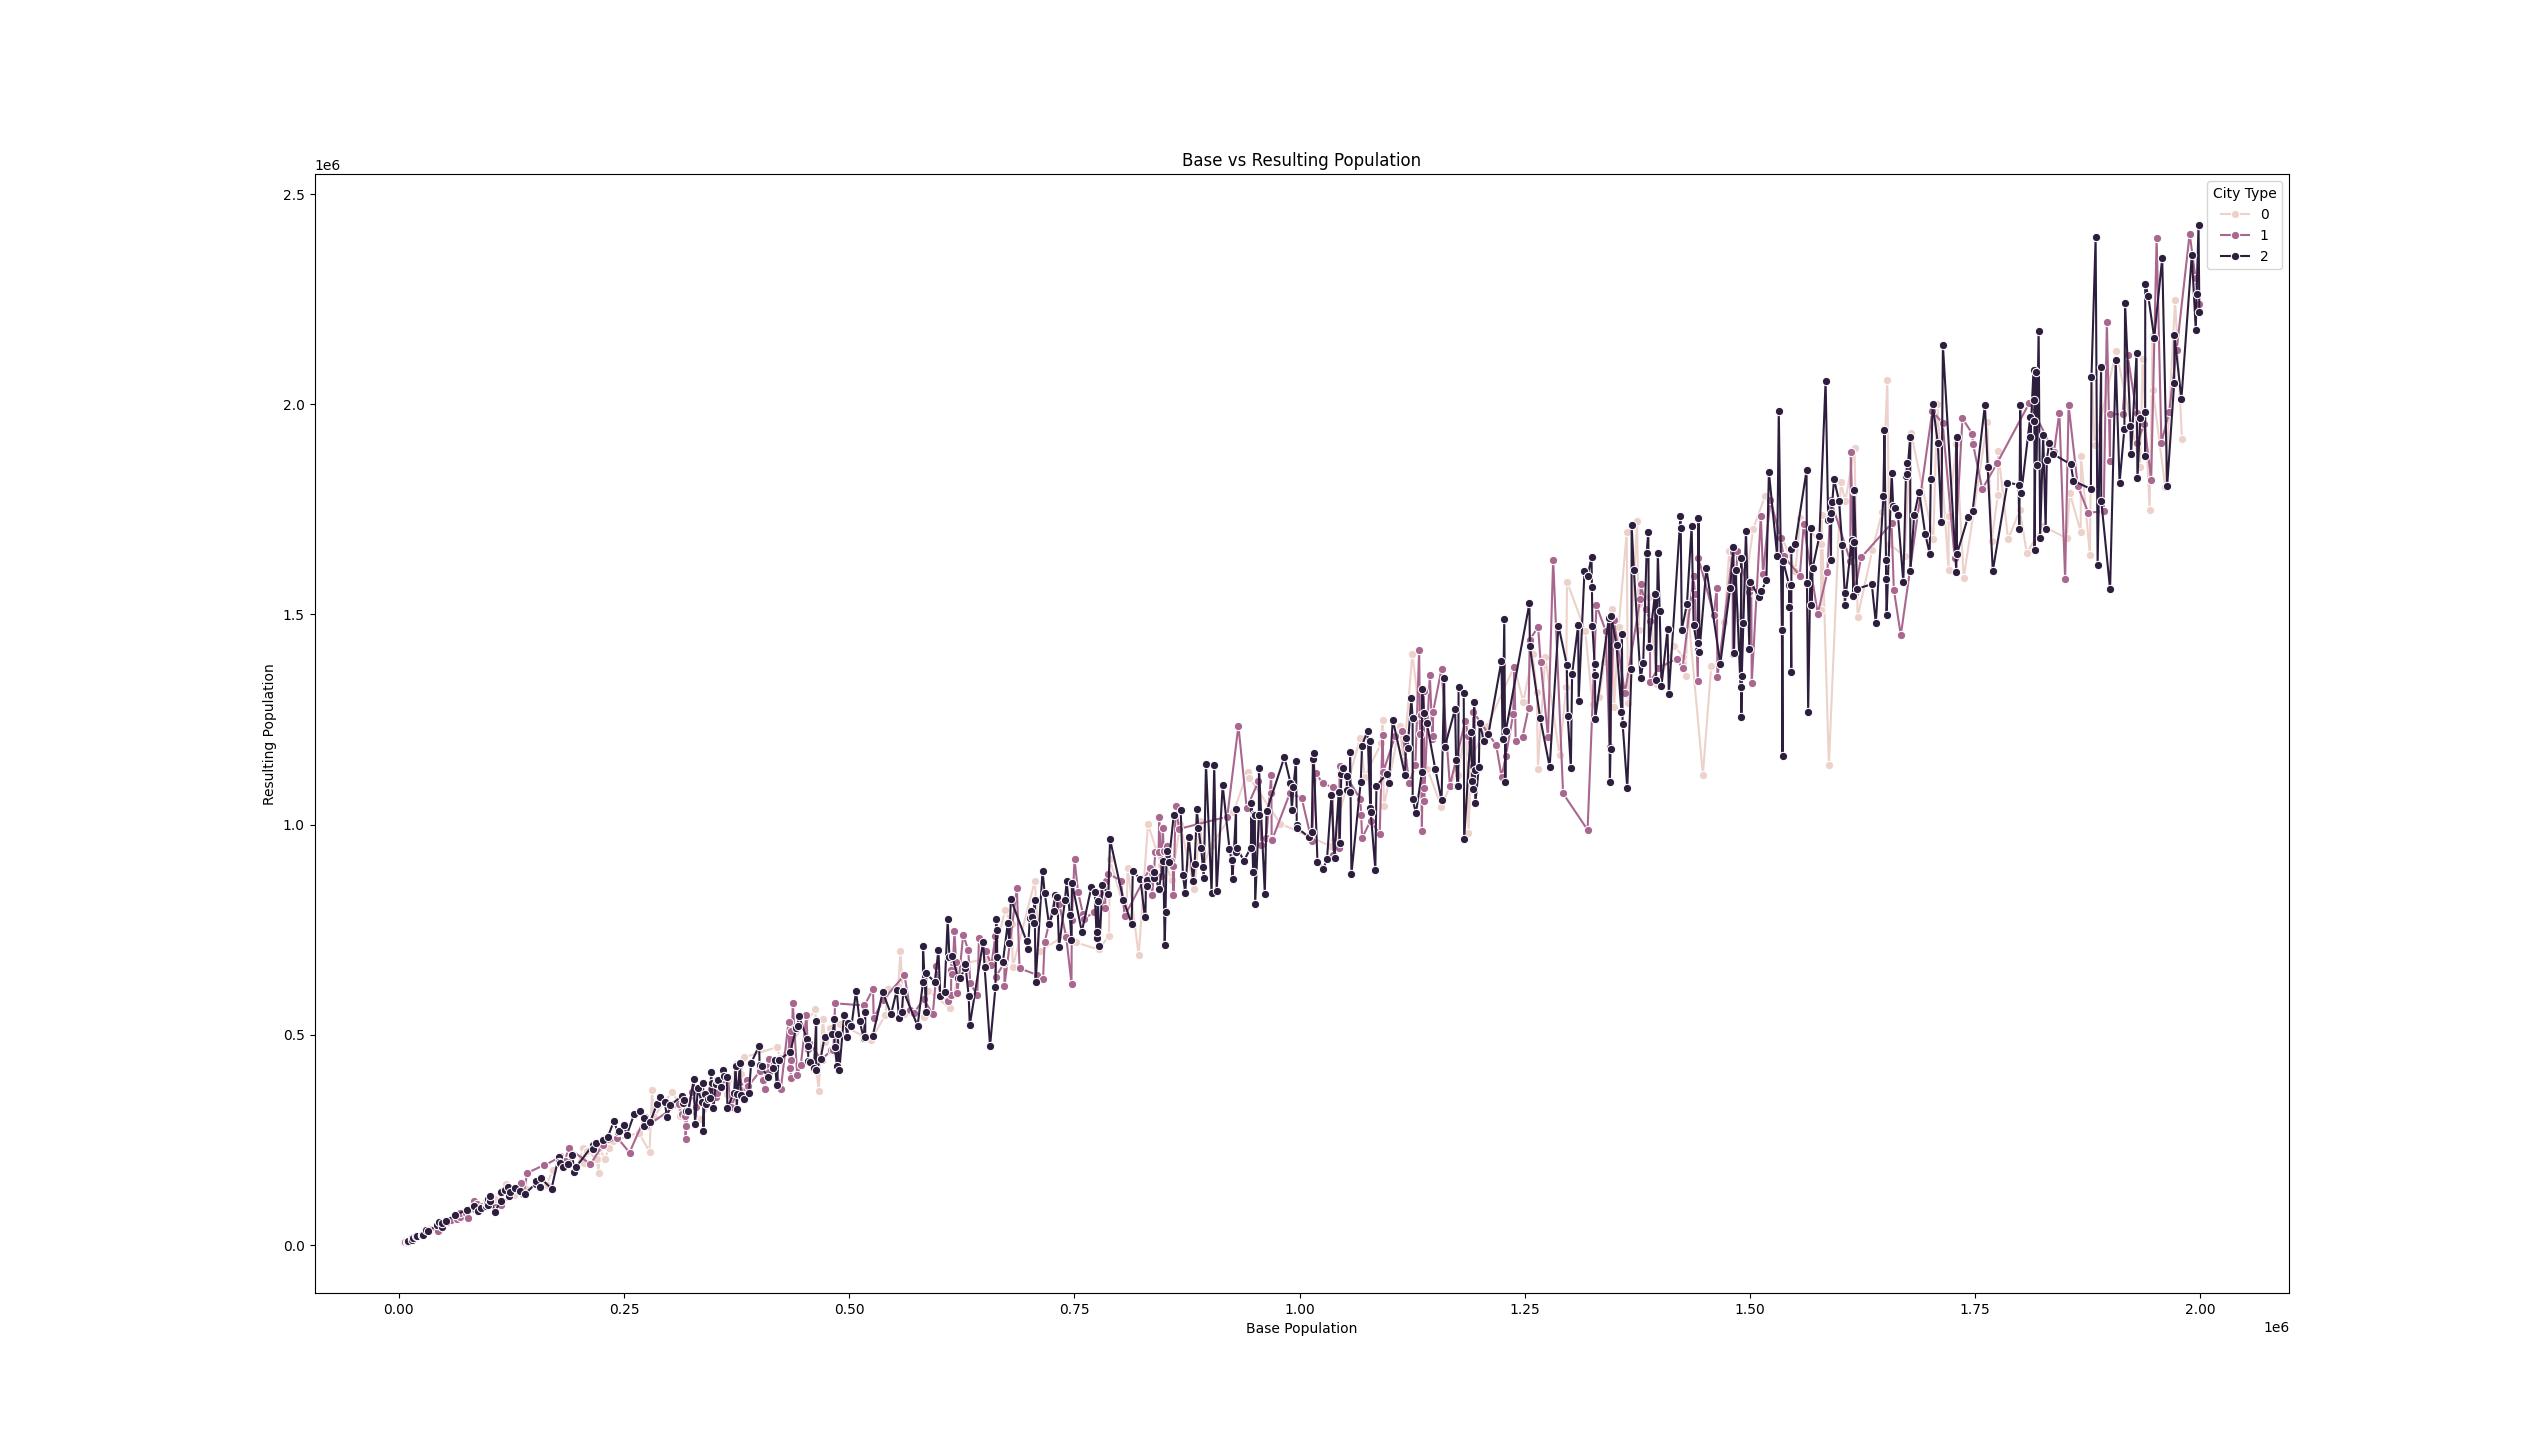 Base vs Resulting Population
1e6
2.5
2.0
1.5
1.0
0.5
0.0
Resulting Population
City Type
0
1
2
0.00 0.25 0.50 0.75 1.00 1.25 1.50 1.75 2.00
Base Population
1e6